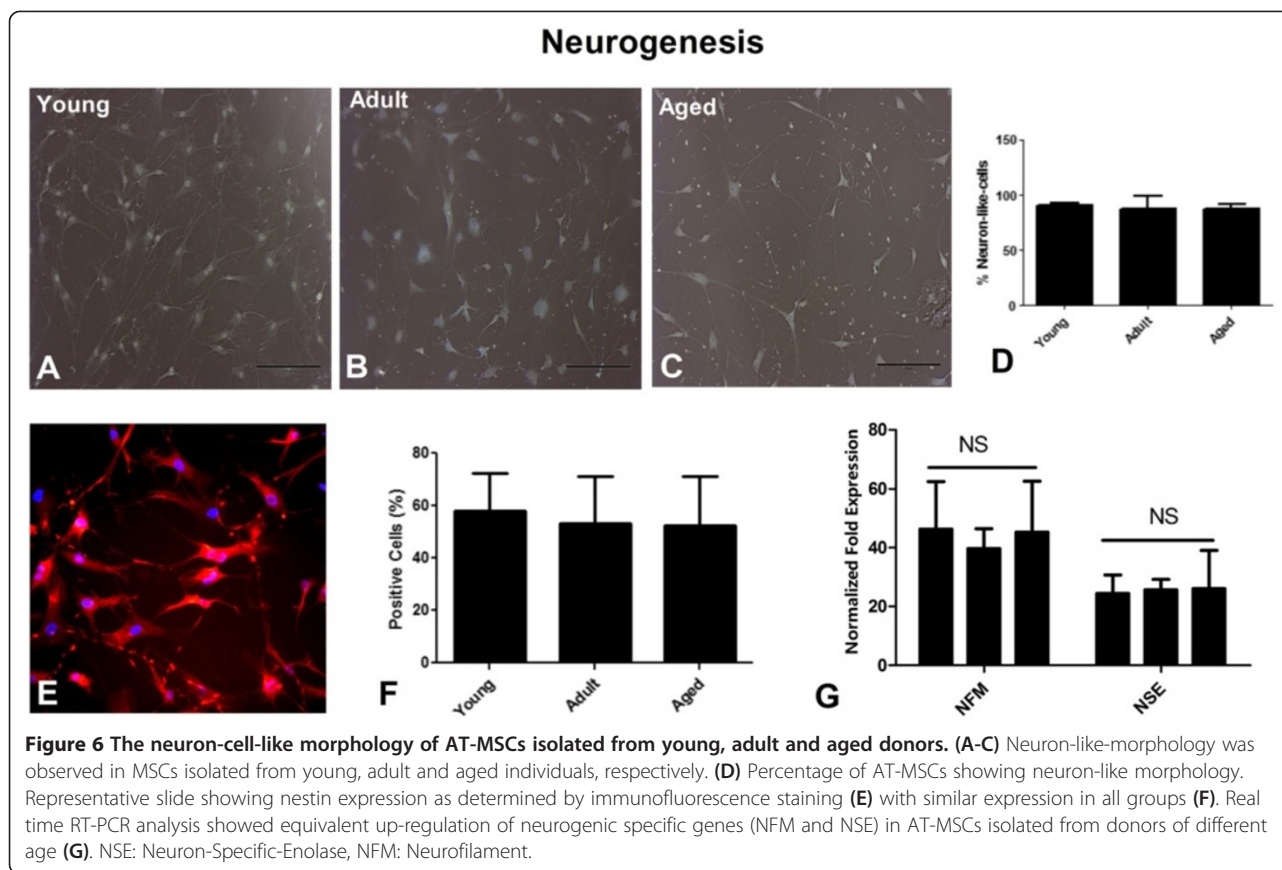 Neurogenesis
Young
Adult
Aged
A
B
C
150
100
50
0
% Neuron-like-cells
Young
Adult
Aged
D
E
80
60
40
20
0
Positive Cells (%)
Young
Adult
Aged
F
80
60
40
20
0
Normalized Fold Expression
NS
NS
NFM
NSE
G
Figure 6 The neuron-cell-like morphology of AT-MSCs isolated from young, adult and aged donors. (A-C) Neuron-like-morphology was
observed in MSCs isolated from young, adult and aged individuals, respectively. (D) Percentage of AT-MSCs showing neuron-like morphology.
Representative slide showing nestin expression as determined by immunofluorescence staining (E) with similar expression in all groups (F). Real
time RT-PCR analysis showed equivalent up-regulation of neurogenic specific genes (NFM and NSE) in AT-MSCs isolated from donors of different
age (G). NSE: Neuron-Specific-Enolase, NFM: Neurofilament.